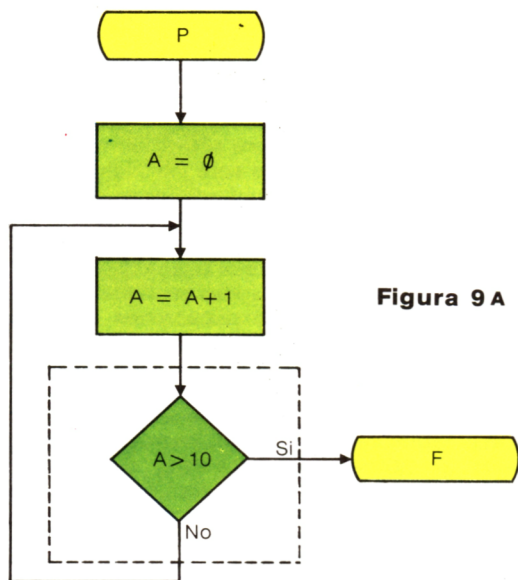 P
A = ∅
A = A + 1
Figura 9 A
A > 10
Si
F
No